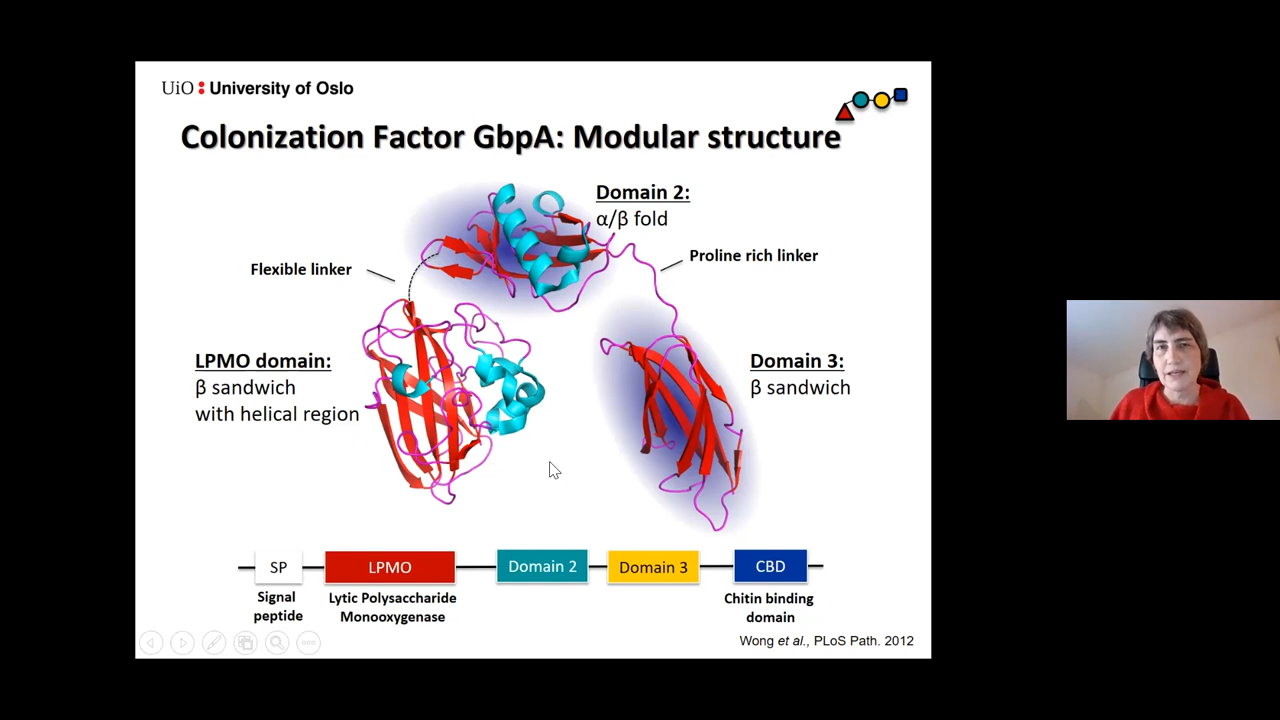 UiO : University of Oslo
Colonization Factor GbpA: Modular structure
Domain 2:
α/β fold
Flexible linker
Proline rich linker
LPMO domain:
β sandwich
with helical region
Domain 3:
β sandwich
SP
LPMO
Domain 2
Domain 3
CBD
Signal
peptide
Lytic Polysaccharide
Monooxygenase
Chitin binding
domain
Wong et al., PLoS Path. 2012